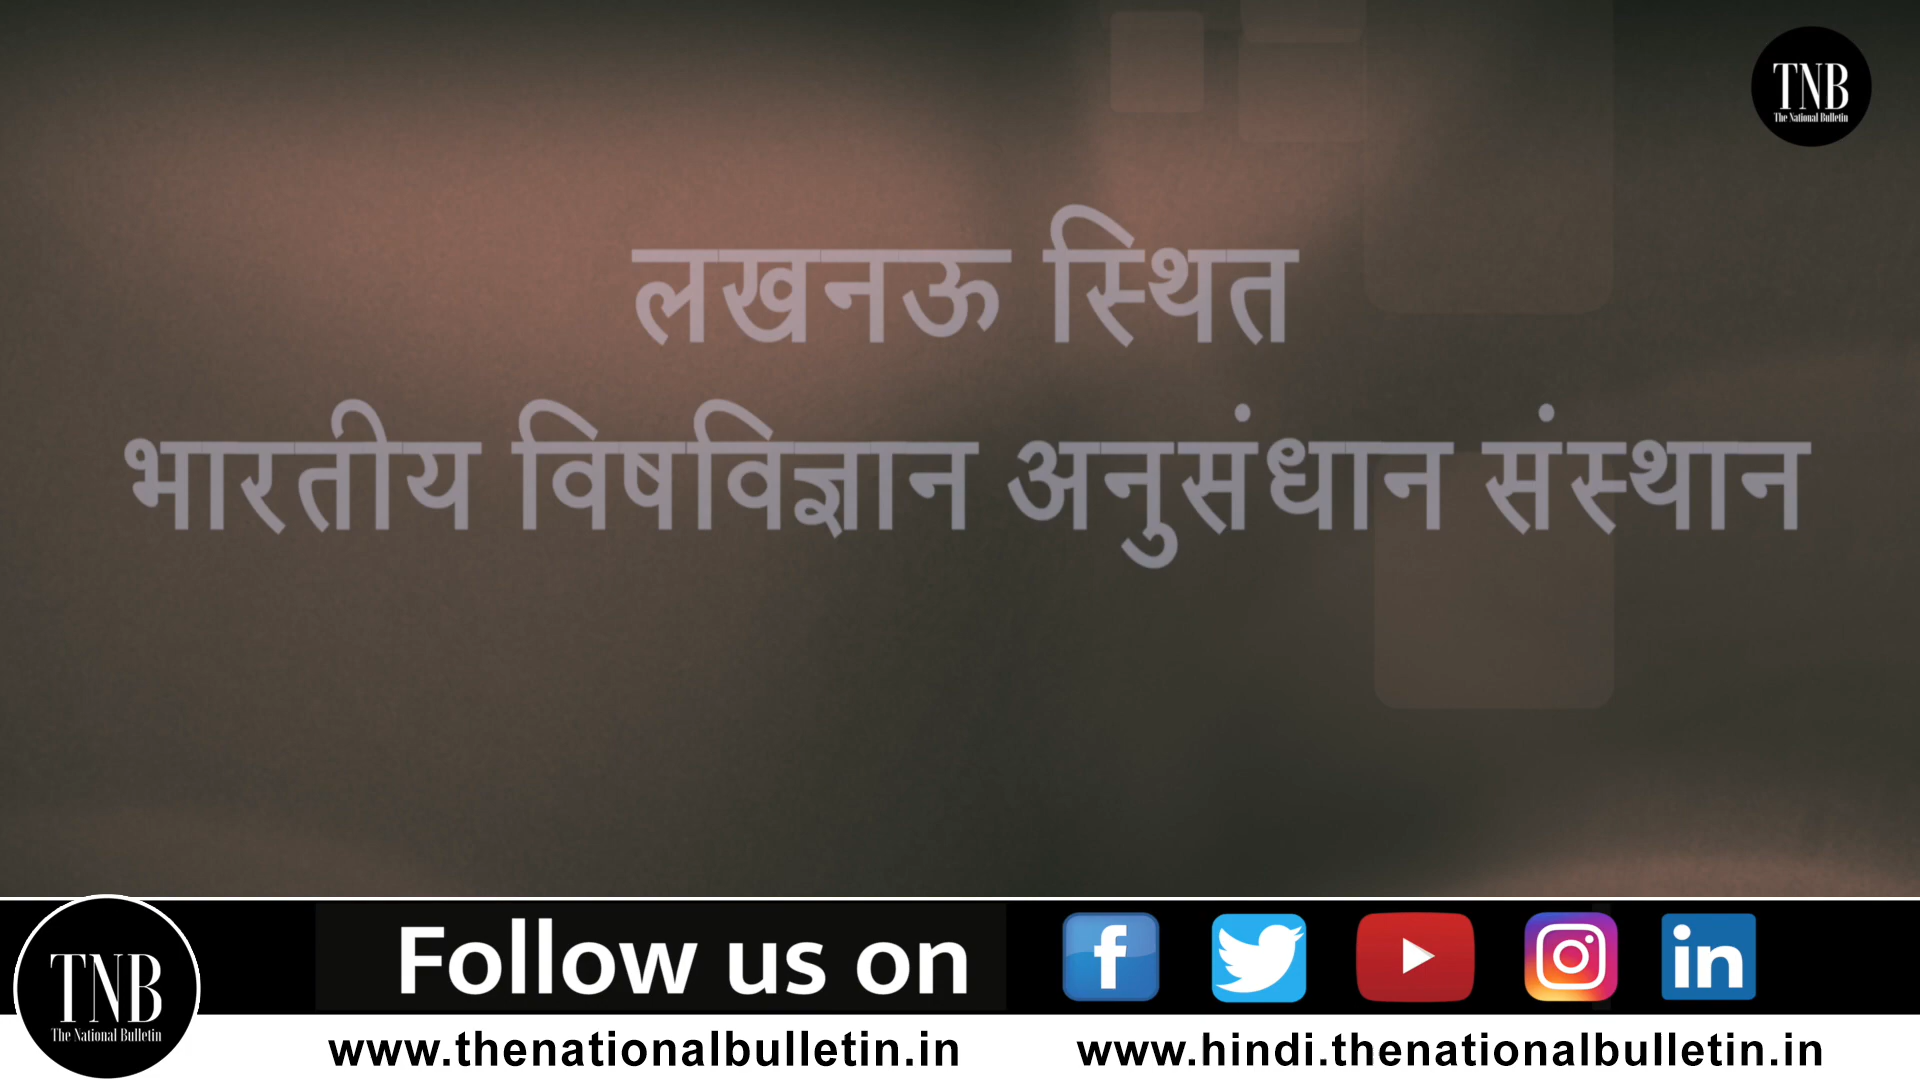 TNB
The National Bulletin
लखनऊ स्थित
भारतीय विषविज्ञान अनुसंधान संस्थान
TNB
The National Bulletin
Follow us on
www.thenationalbulletin.in
www.hindi.thenationalbulletin.in